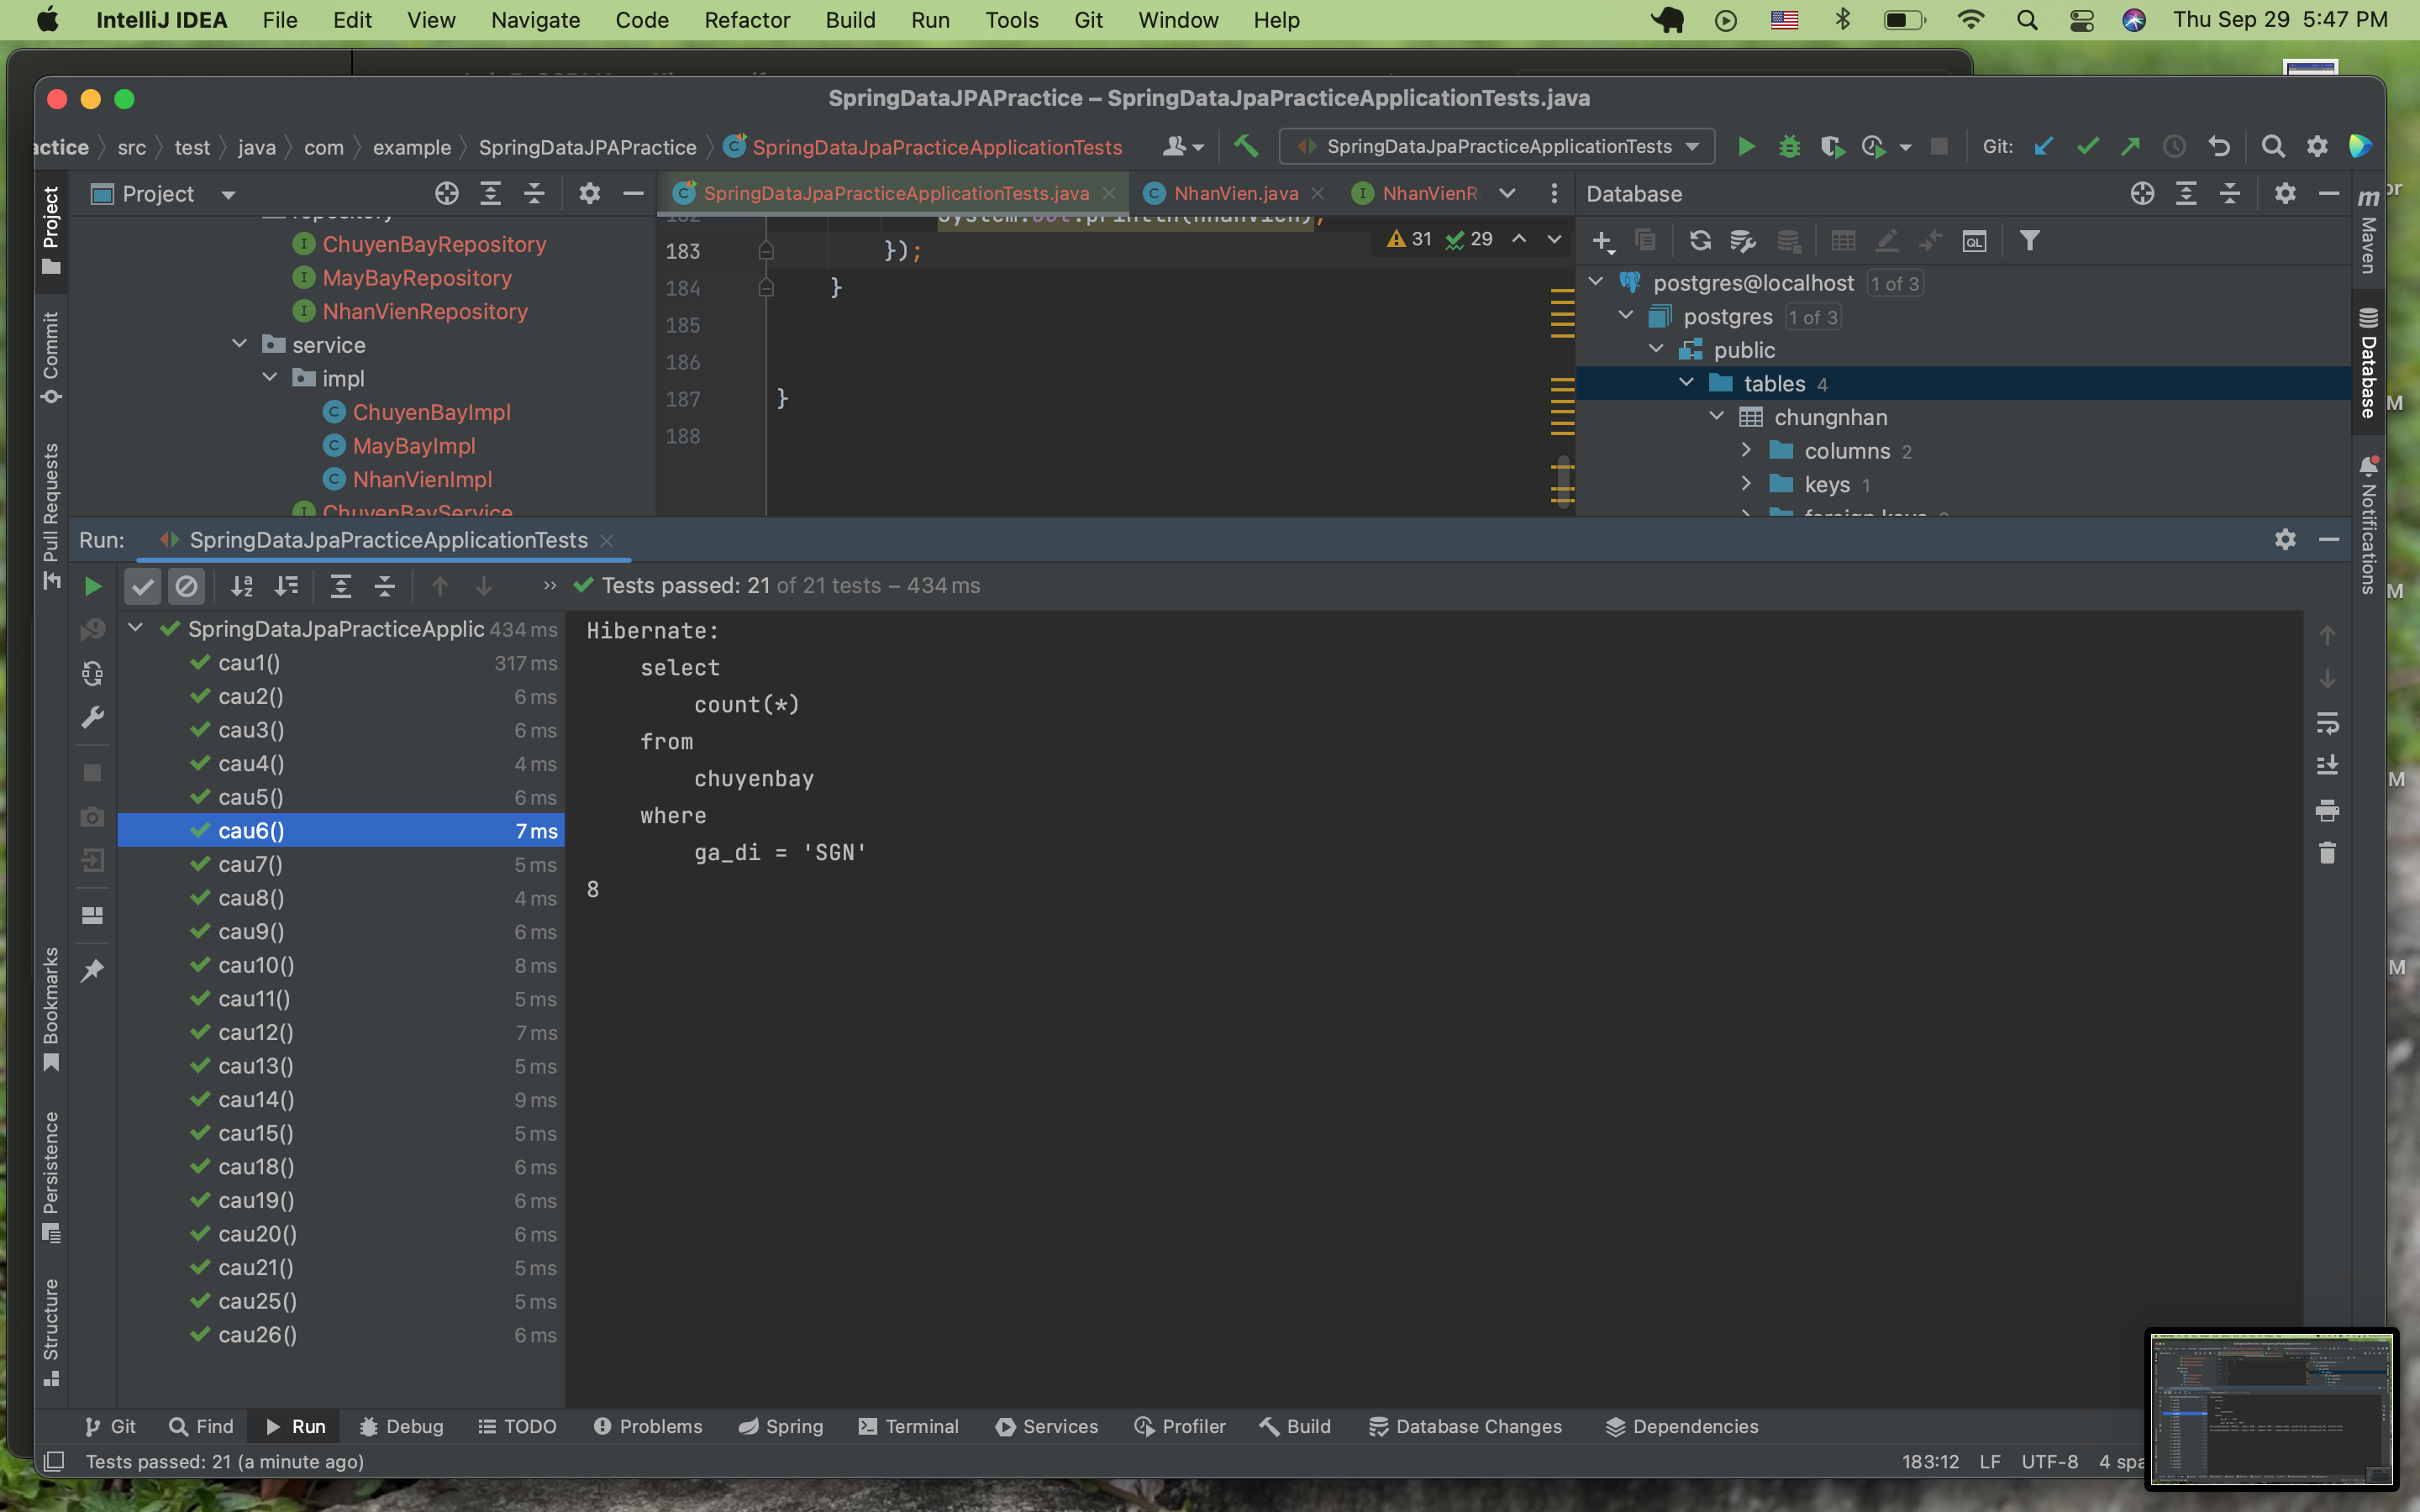 IntelliJ IDEA File Edit View Navigate Code Refactor Build Run Tools Git Window Help Thu Sep 29 5:47 PM
SpringDataJPAPractice – SpringDataJpaPracticeApplicationTests.java
actice src test java com example SpringDataJPAPractice SpringDataJpaPracticeApplicationTests SpringDataJpaPracticeApplicationTests Git:
Project SpringDataJpaPracticeApplicationTests.java NhanVien.java NhanVienR Database
repository
ChuyenBayRepository
MayBayRepository
NhanVienRepository
service
impl
ChuyenBayImpl
MayBayImpl
NhanVienImpl
ChuyenBayService
182 System.out.println(nhanVien);
183 });
184 }
185
186
187 }
188
31 29
postgres@localhost 1 of 3
postgres 1 of 3
public
tables 4
chungnhan
columns 2
keys 1
foreign keys
Project
Commit
Pull Requests
Bookmarks
Persistence
Structure
Maven
Database
Notifications
Run: SpringDataJpaPracticeApplicationTests
Tests passed: 21 of 21 tests – 434 ms
SpringDataJpaPracticeApplic 434 ms
cau1() 317 ms
cau2() 6 ms
cau3() 6 ms
cau4() 4 ms
cau5() 6 ms
cau6() 7 ms
cau7() 5 ms
cau8() 4 ms
cau9() 6 ms
cau10() 8 ms
cau11() 5 ms
cau12() 7 ms
cau13() 5 ms
cau14() 9 ms
cau15() 5 ms
cau18() 6 ms
cau19() 6 ms
cau20() 6 ms
cau21() 5 ms
cau25() 5 ms
cau26() 6 ms
Hibernate:
select
count(*)
from
chuyenbay
where
ga_di = 'SGN'
8
Git Find Run Debug TODO Problems Spring Terminal Services Profiler Build Database Changes Dependencies
Tests passed: 21 (a minute ago) 183:12 LF UTF-8 4 spa